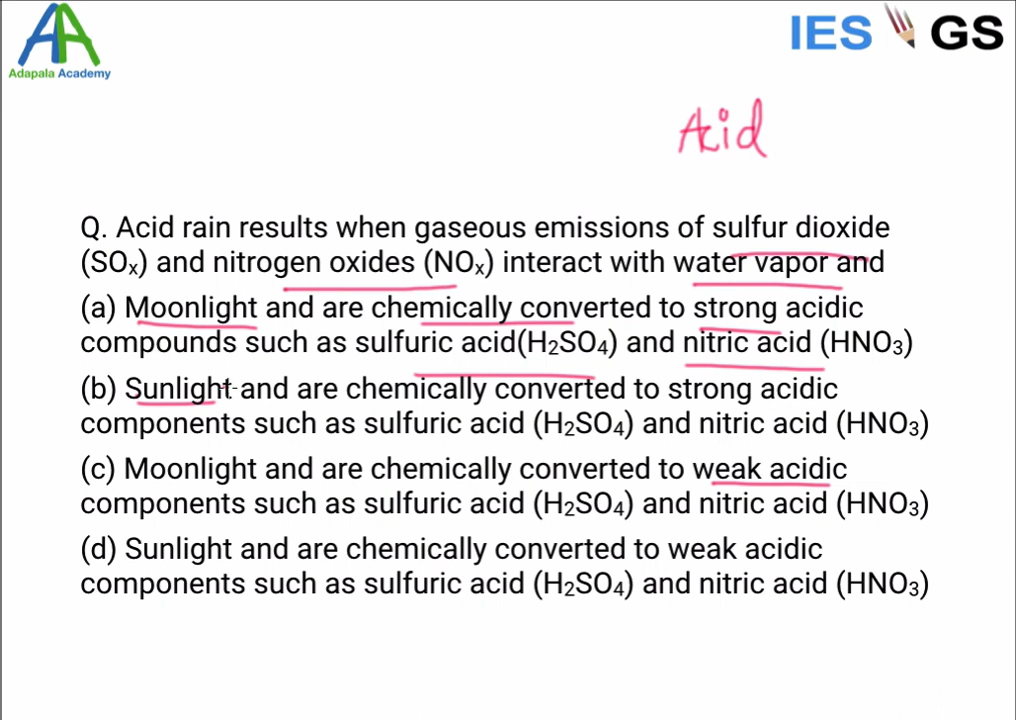 Adapala Academy
IES GS
Acid
Q. Acid rain results when gaseous emissions of sulfur dioxide
(SOₓ) and nitrogen oxides (NOₓ) interact with water vapor and
(a) Moonlight and are chemically converted to strong acidic
compounds such as sulfuric acid(H₂SO₄) and nitric acid (HNO₃)
(b) Sunlight and are chemically converted to strong acidic
components such as sulfuric acid (H₂SO₄) and nitric acid (HNO₃)
(c) Moonlight and are chemically converted to weak acidic
components such as sulfuric acid (H₂SO₄) and nitric acid (HNO₃)
(d) Sunlight and are chemically converted to weak acidic
components such as sulfuric acid (H₂SO₄) and nitric acid (HNO₃)